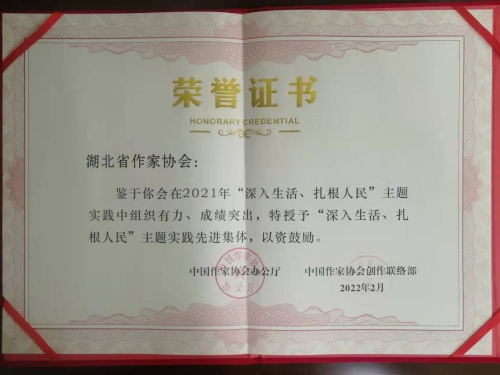 荣誉证书
HONORARY CREDENTIAL
湖北省作家协会：
鉴于你会在2021年“深入生活、扎根人民”主题
实践中组织有力、成绩突出，特授予“深入生活、扎
根人民”主题实践先进集体，以资鼓励。
中国作家协会办公厅 中国作家协会创作联络部
2022年2月